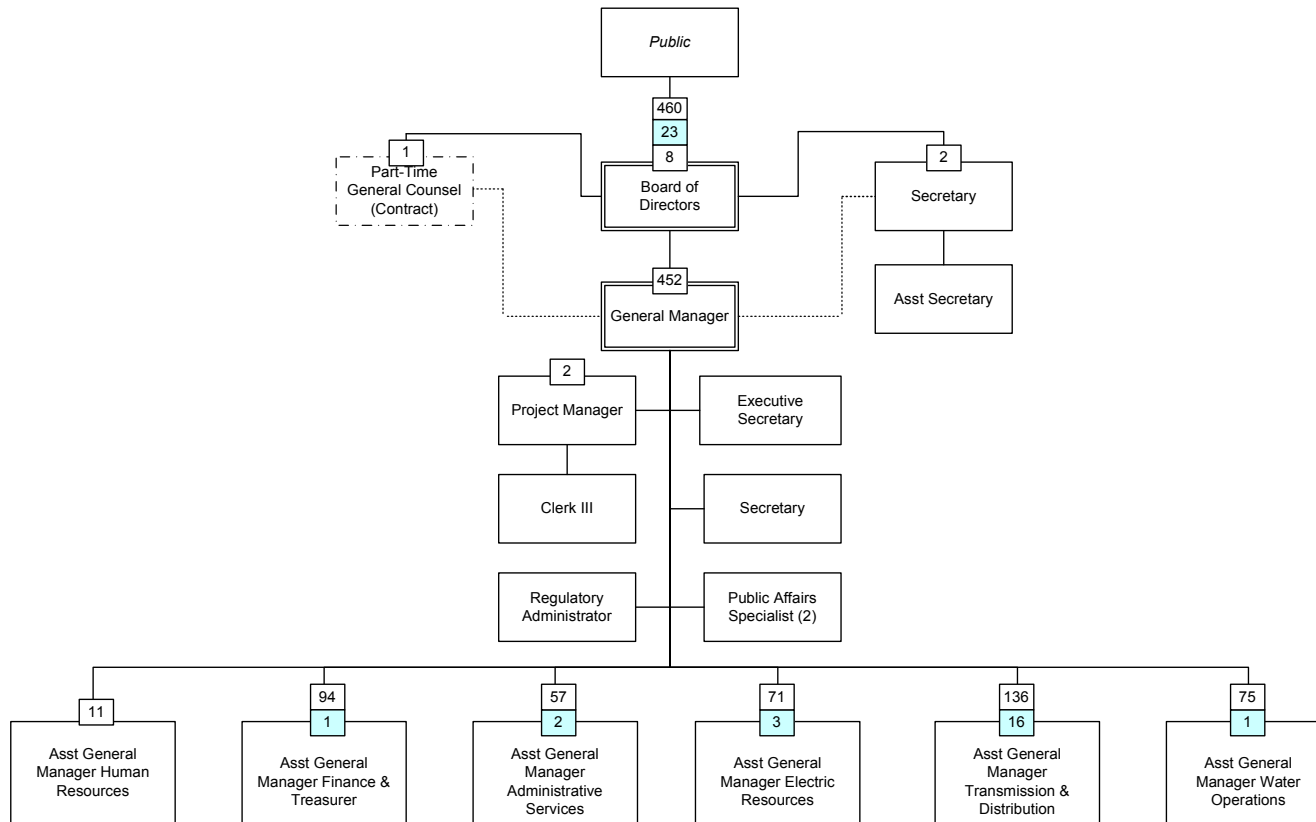 Public
460
23
8
Board of
Directors
1
Part-Time
General Counsel
(Contract)
2
Secretary
Asst Secretary
452
General Manager
2
Project Manager
Executive
Secretary
Clerk III
Secretary
Regulatory
Administrator
Public Affairs
Specialist (2)
11
Asst General
Manager Human
Resources
94
1
Asst General
Manager Finance &
Treasurer
57
2
Asst General
Manager
Administrative
Services
71
3
Asst General
Manager Electric
Resources
136
16
Asst General
Manager
Transmission &
Distribution
75
1
Asst General
Manager Water
Operations